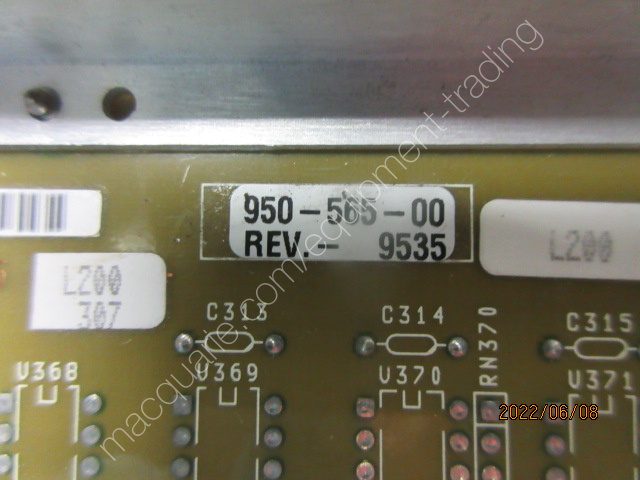 950-505-00
REV.- 9535
L200
L200
307
C313
C314
RN370
C315
U368
U369
U370
U371
2022/06/08
macquarie.com/equipment-trading